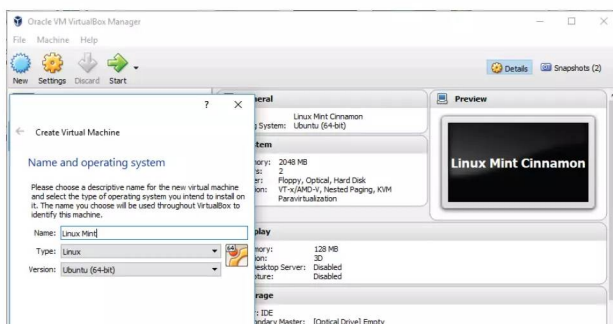 Oracle VM VirtualBox Manager
File Machine Help
New Settings Discard Start
Details Snapshots (2)
? ×
Create Virtual Machine
Name and operating system
Please choose a descriptive name for the new virtual machine
and select the type of operating system you intend to install on
it. The name you choose will be used throughout VirtualBox to
identify this machine.
Name: Linux Mint
Type: Linux
64
Version: Ubuntu (64-bit)
neral
Linux Mint Cinnamon
g System: Ubuntu (64-bit)
tem
mory: 2048 MB
s: 2
er: Floppy, Optical, Hard Disk
ion: VT-x/AMD-V, Nested Paging, KVM
Paravirtualization
play
mory: 128 MB
ion: 3D
esktop Server: Disabled
ture: Disabled
rage
r: IDE
ondary Master: [Optical Drive] Empty
Preview
Linux Mint Cinnamon